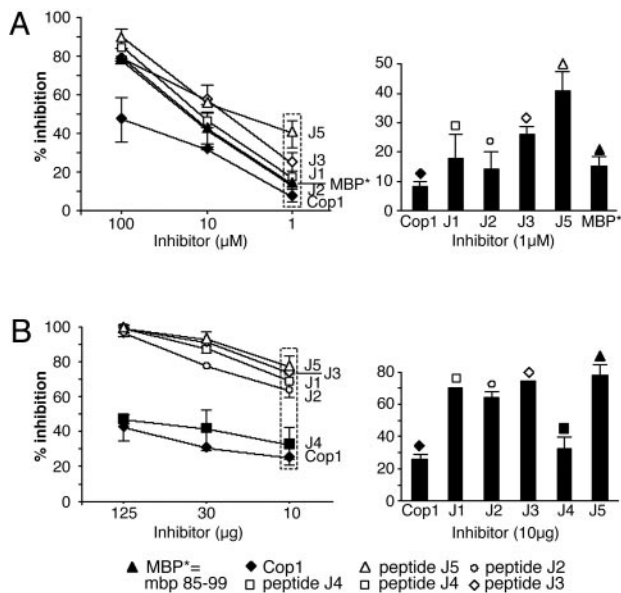 A
100
80
60
40
20
0
% inhibition
100 10 1
Inhibitor (µM)
J5
J3
J1
MBP*
J2
Cop1
50
40
30
20
10
0
Cop1 J1 J2 J3 J5 MBP*
Inhibitor (1µM)
B
100
80
60
40
20
0
% inhibition
125 30 10
Inhibitor (µg)
J5
J3
J1
J2
J4
Cop1
80
60
40
20
0
Cop1 J1 J2 J3 J4 J5
Inhibitor (10µg)
MBP*= Cop1 peptide J5 peptide J2
mbp 85-99 peptide J4 peptide J4 peptide J3